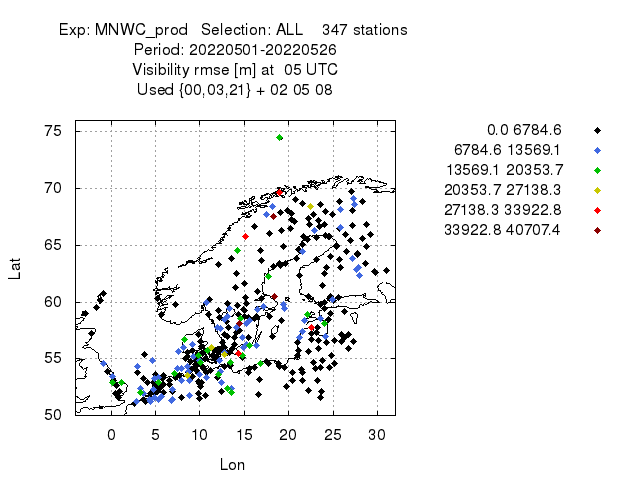 Exp: MNWC_prod   Selection: ALL    347 stations
Period: 20220501-20220526
Visibility rmse [m] at  05 UTC
Used {00,03,21} + 02 05 08
0.0 6784.6
6784.6 13569.1
13569.1 20353.7
20353.7 27138.3
27138.3 33922.8
33922.8 40707.4
75
70
65
60
55
50
Lat
0 5 10 15 20 25 30
Lon